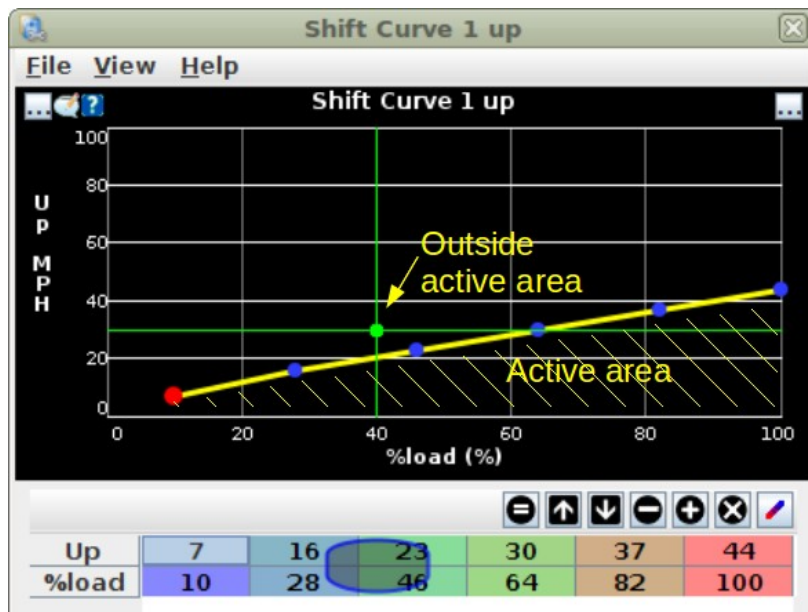 Shift Curve 1 up
File View Help
... ? Shift Curve 1 up ...
100
80
60
40
20
0
Up MPH
Outside
active area
Active area
0 20 40 60 80 100
%load (%)
Up 7 16 23 30 37 44
%load 10 28 46 64 82 100